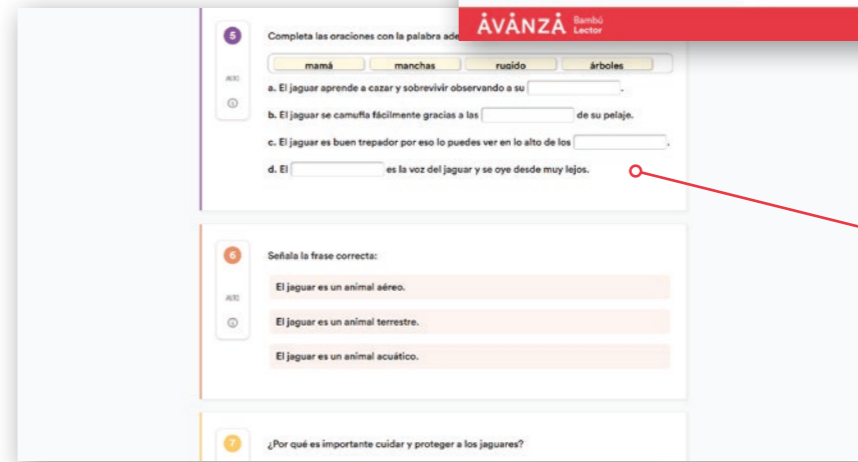 ÅVÅNZÅ Bambú Lector
5
Completa las oraciones con la palabra ade
AUTO
mamá manchas rugido árboles
a. El jaguar aprende a cazar y sobrevivir observando a su .
b. El jaguar se camufla fácilmente gracias a las de su pelaje.
c. El jaguar es buen trepador por eso lo puedes ver en lo alto de los .
d. El es la voz del jaguar y se oye desde muy lejos.
6
Señala la frase correcta:
AUTO
El jaguar es un animal aéreo.
El jaguar es un animal terrestre.
El jaguar es un animal acuático.
7
¿Por qué es importante cuidar y proteger a los jaguares?